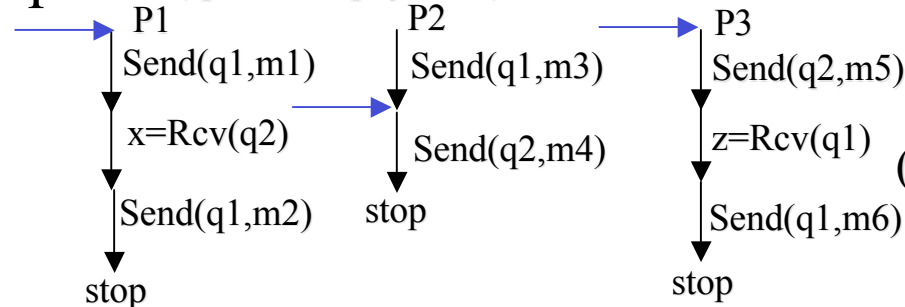 P1 P2 P3
Send(q1,m1) Send(q1,m3) Send(q2,m5)
x=Rcv(q2) Send(q2,m4) z=Rcv(q1)
Send(q1,m2) stop Send(q1,m6)
stop stop
(